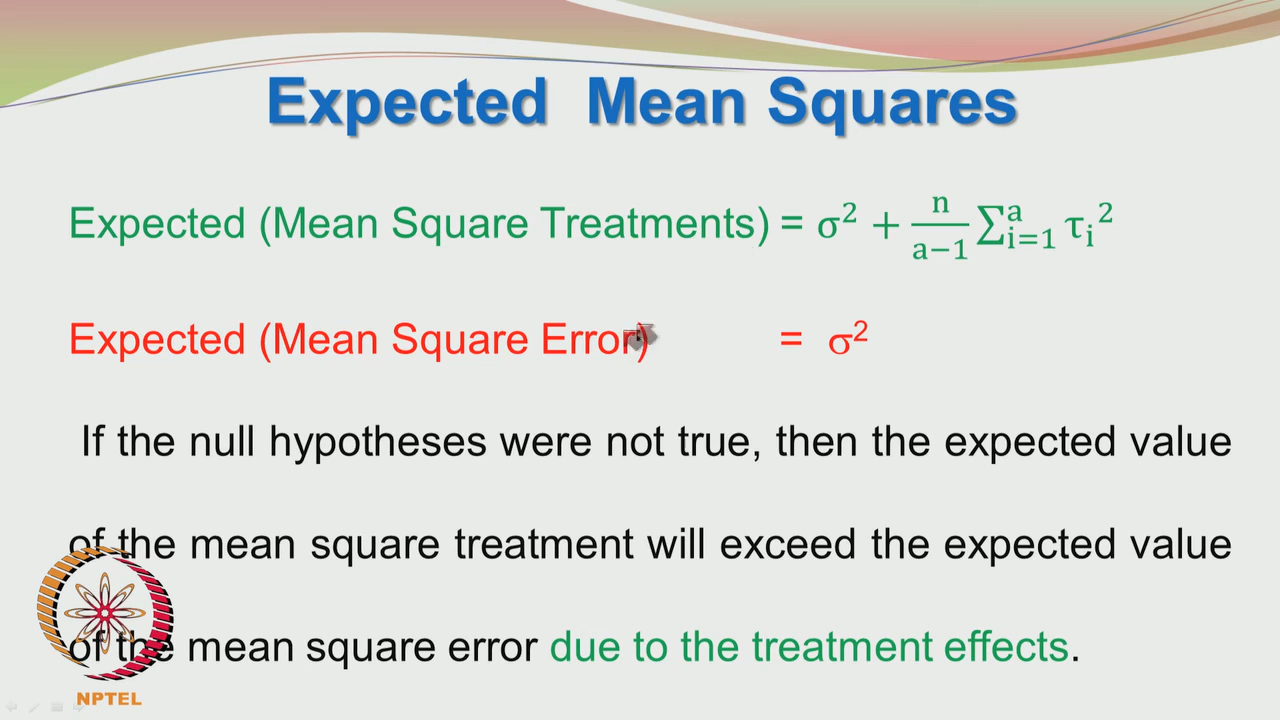 Expected Mean Squares
Expected (Mean Square Treatments) = σ² + n/(a−1) ∑ᵃᵢ₌₁ τᵢ²
Expected (Mean Square Error) = σ²
If the null hypotheses were not true, then the expected value
of the mean square treatment will exceed the expected value
of the mean square error due to the treatment effects.
NPTEL